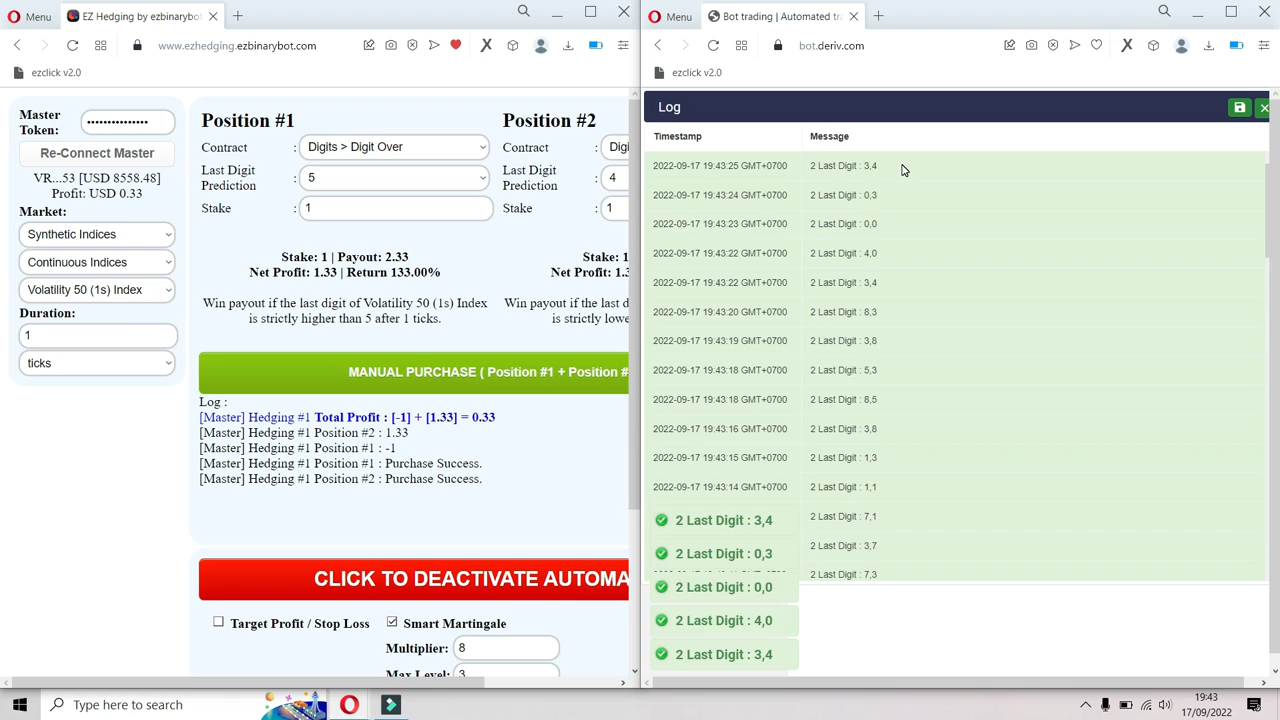 Menu
EZ Hedging by ezbinarybot
www.ezhedging.ezbinarybot.com
ezclick v2.0
Master Token:
••••••••••••••
Re-Connect Master
VR...53 [USD 8558.48]
Profit: USD 0.33
Market:
Synthetic Indices
Continuous Indices
Volatility 50 (1s) Index
Duration:
1
ticks
Position #1
Contract : Digits > Digit Over
Last Digit Prediction : 5
Stake : 1
Stake: 1 | Payout: 2.33
Net Profit: 1.33 | Return 133.00%
Win payout if the last digit of Volatility 50 (1s) Index
is strictly higher than 5 after 1 ticks.
Position #2
Contract : Digi
Last Digit Prediction : 4
Stake : 1
Stake: 1
Net Profit: 1.3
Win payout if the last d
is strictly lowe
MANUAL PURCHASE ( Position #1 + Position #
Log :
[Master] Hedging #1 Total Profit : [-1] + [1.33] = 0.33
[Master] Hedging #1 Position #2 : 1.33
[Master] Hedging #1 Position #1 : -1
[Master] Hedging #1 Position #1 : Purchase Success.
[Master] Hedging #1 Position #2 : Purchase Success.
CLICK TO DEACTIVATE AUTOMA
Target Profit / Stop Loss
Smart Martingale
Multiplier: 8
Max Level: 3
Menu
Bot trading | Automated tra
bot.deriv.com
ezclick v2.0
Log
Timestamp Message
2022-09-17 19:43:25 GMT+0700 2 Last Digit : 3,4
2022-09-17 19:43:24 GMT+0700 2 Last Digit : 0,3
2022-09-17 19:43:23 GMT+0700 2 Last Digit : 0,0
2022-09-17 19:43:22 GMT+0700 2 Last Digit : 4,0
2022-09-17 19:43:22 GMT+0700 2 Last Digit : 3,4
2022-09-17 19:43:20 GMT+0700 2 Last Digit : 8,3
2022-09-17 19:43:19 GMT+0700 2 Last Digit : 3,8
2022-09-17 19:43:18 GMT+0700 2 Last Digit : 5,3
2022-09-17 19:43:18 GMT+0700 2 Last Digit : 8,5
2022-09-17 19:43:16 GMT+0700 2 Last Digit : 3,8
2022-09-17 19:43:15 GMT+0700 2 Last Digit : 1,3
2022-09-17 19:43:14 GMT+0700 2 Last Digit : 1,1
2 Last Digit : 7,1
2 Last Digit : 3,7
2 Last Digit : 7,3
2 Last Digit : 3,4
2 Last Digit : 0,3
2 Last Digit : 0,0
2 Last Digit : 4,0
2 Last Digit : 3,4
Type here to search
19:43
17/09/2022